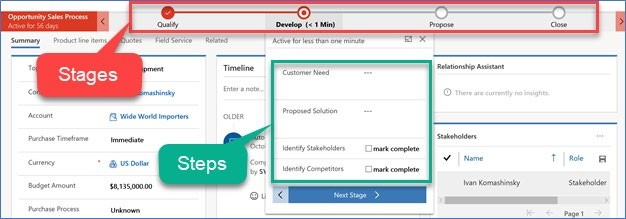 Opportunity Sales Process
Active for 56 days
Qualify
Develop (< 1 Min)
Propose
Close
Summary
Product line items
Quotes
Field Service
Related
Stages
Account
Wide World Importers
Purchase Timeframe
Immediate
Currency
*
US Dollar
Budget Amount
$8,135,000.00
Purchase Process
Unknown
Timeline
Enter a note...
OLDER
Active for less than one minute
Customer Need
---
Proposed Solution
---
Identify Stakeholders
mark complete
Identify Competitors
mark complete
Next Stage
Steps
Relationship Assistant
There are currently no insights.
Stakeholders
...
Name
Role
Ivan Komashinsky
Stakeholder
Page 1